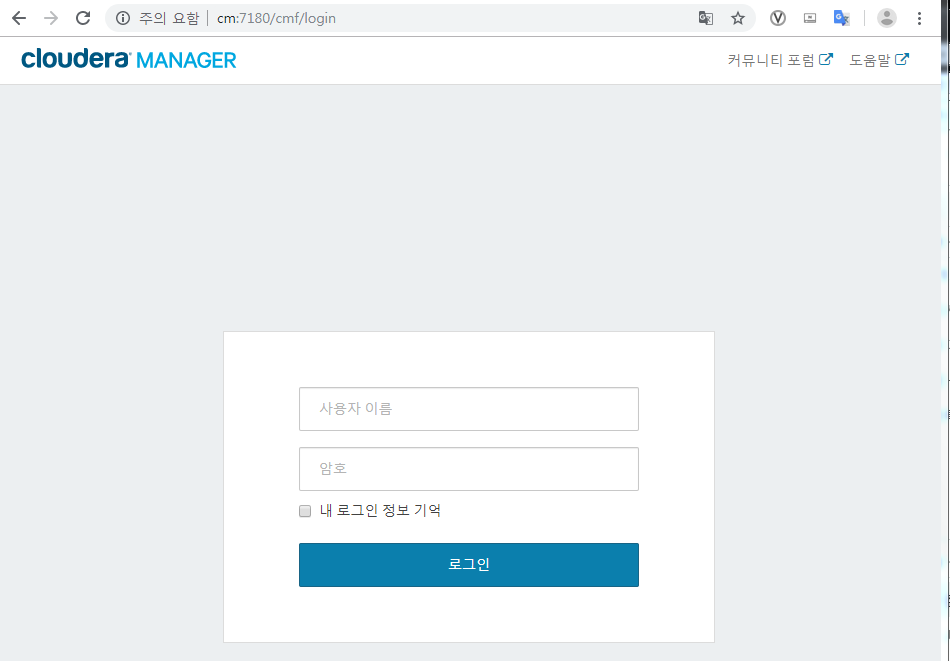 주의 요함 | cm:7180/cmf/login
cloudera MANAGER
커뮤니티 포럼 도움말
사용자 이름
암호
내 로그인 정보 기억
로그인